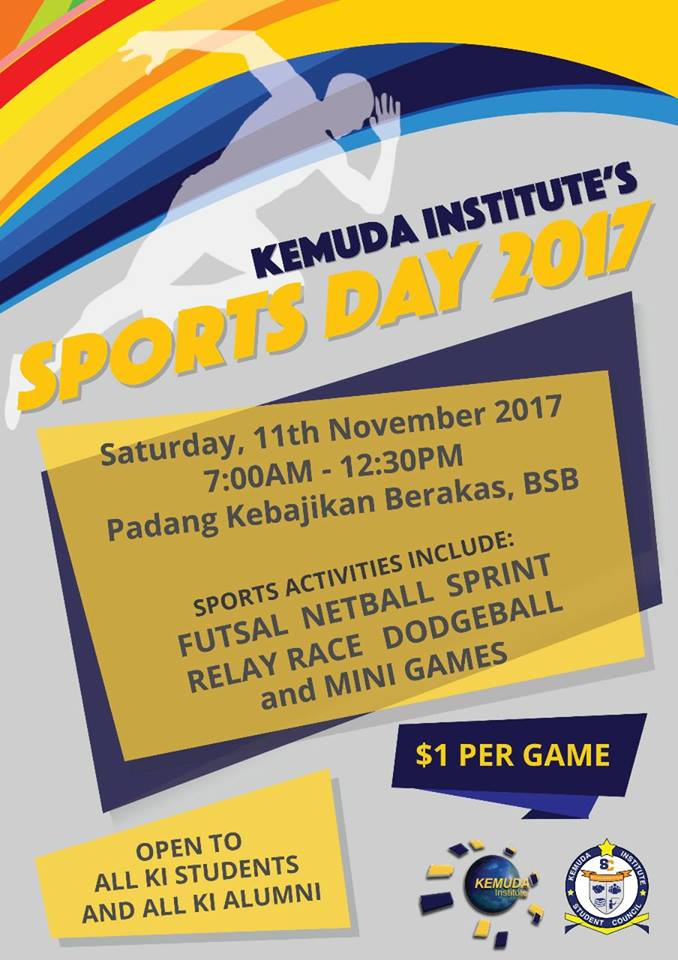 KEMUDA INSTITUTE'S
SPORTS DAY 2017
Saturday, 11th November 2017
7:00AM - 12:30PM
Padang Kebajikan Berakas, BSB
SPORTS ACTIVITIES INCLUDE:
FUTSAL NETBALL SPRINT
RELAY RACE DODGEBALL
and MINI GAMES
$1 PER GAME
OPEN TO
ALL KI STUDENTS
AND ALL KI ALUMNI
KEMUDA
Institute
KEMUDA INSTITUTE
SC
STUDENT COUNCIL